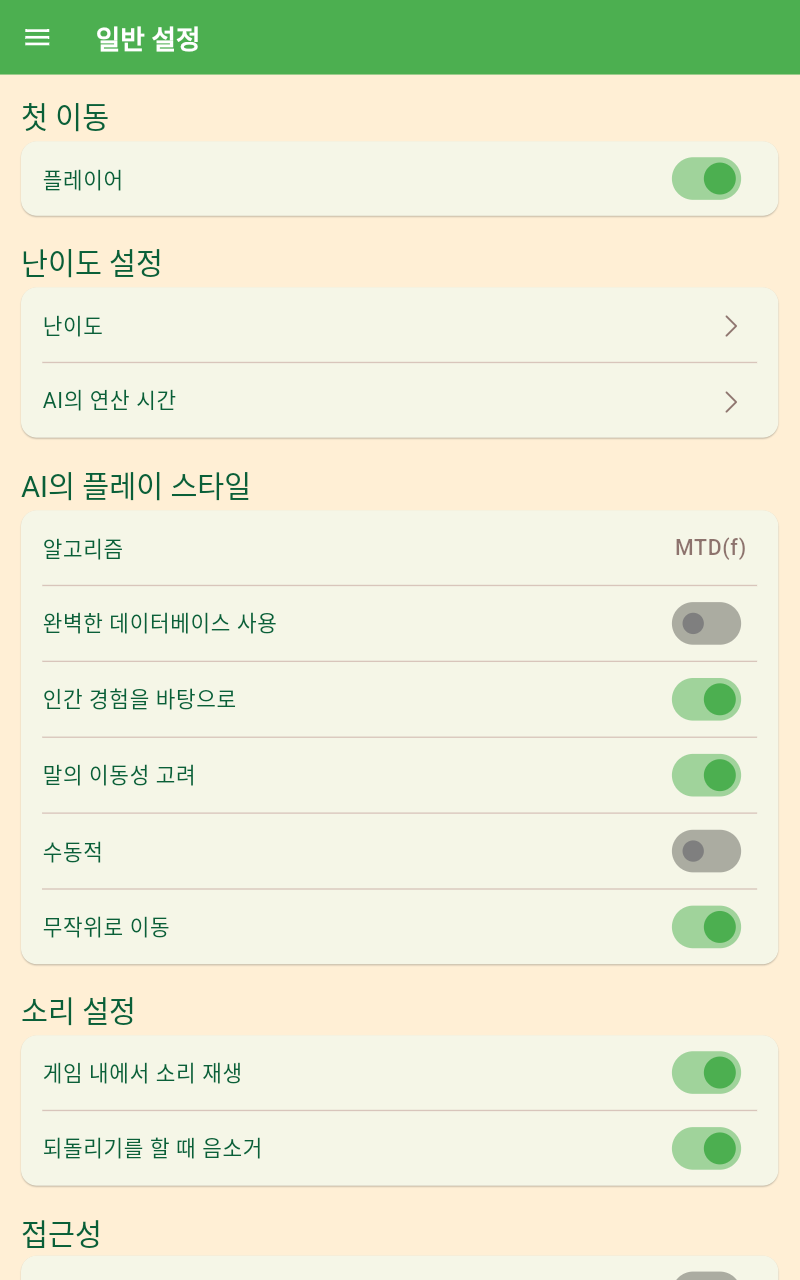 일반 설정
첫 이동
플레이어
난이도 설정
난이도
AI의 연산 시간
AI의 플레이 스타일
알고리즘 MTD(f)
완벽한 데이터베이스 사용
인간 경험을 바탕으로
말의 이동성 고려
수동적
무작위로 이동
소리 설정
게임 내에서 소리 재생
되돌리기를 할 때 음소거
접근성